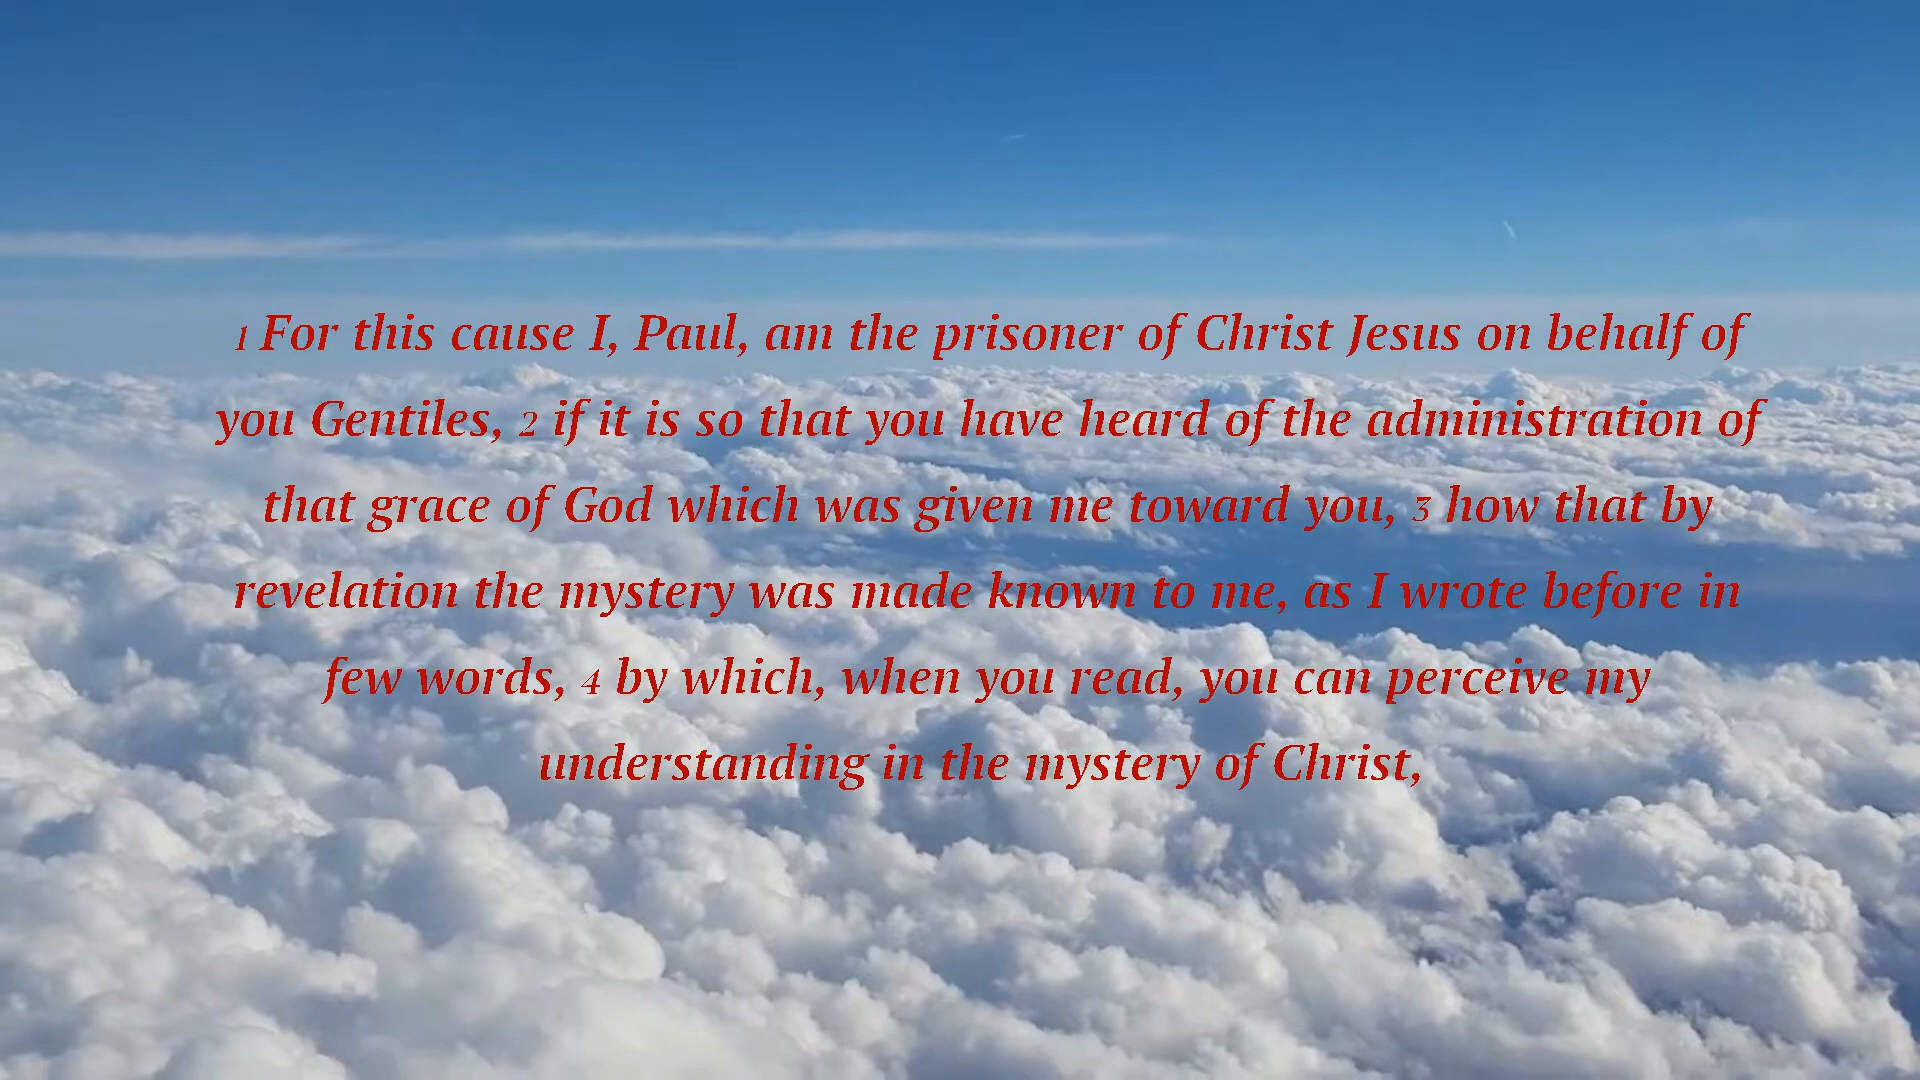 1 For this cause I, Paul, am the prisoner of Christ Jesus on behalf of
you Gentiles, 2 if it is so that you have heard of the administration of
that grace of God which was given me toward you, 3 how that by
revelation the mystery was made known to me, as I wrote before in
few words, 4 by which, when you read, you can perceive my
understanding in the mystery of Christ,